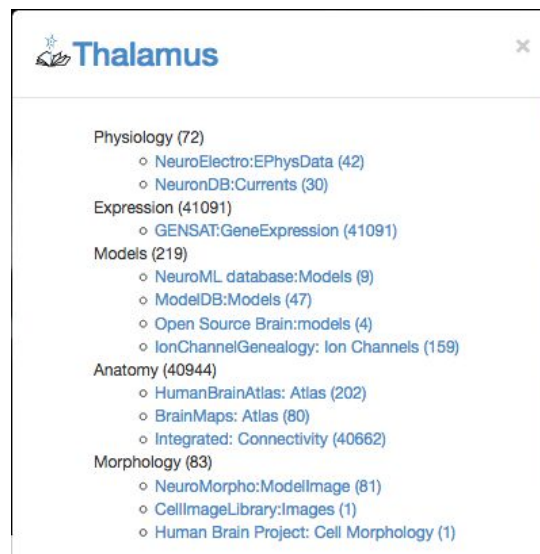 Thalamus
×
Physiology (72)
NeuroElectro:EPhysData (42)
NeuronDB:Currents (30)
Expression (41091)
GENSAT:GeneExpression (41091)
Models (219)
NeuroML database:Models (9)
ModelDB:Models (47)
Open Source Brain:models (4)
IonChannelGenealogy: Ion Channels (159)
Anatomy (40944)
HumanBrainAtlas: Atlas (202)
BrainMaps: Atlas (80)
Integrated: Connectivity (40662)
Morphology (83)
NeuroMorpho:ModelImage (81)
CellImageLibrary:Images (1)
Human Brain Project: Cell Morphology (1)